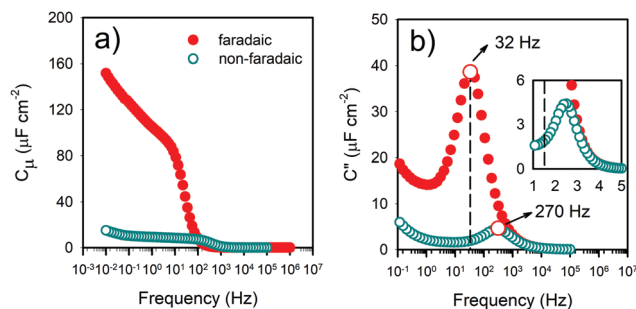 a)
faradaic
non-faradaic
C_μ (μF cm⁻²)
200
160
120
80
40
0
10⁻³ 10⁻² 10⁻¹ 10⁰ 10¹ 10² 10³ 10⁴ 10⁵ 10⁶ 10⁷
Frequency (Hz)
b)
32 Hz
270 Hz
C'' (μF cm⁻²)
50
40
30
20
10
0
10⁻¹ 10⁰ 10¹ 10² 10³ 10⁴ 10⁵ 10⁶ 10⁷
Frequency (Hz)
6
3
0
1 2 3 4 5